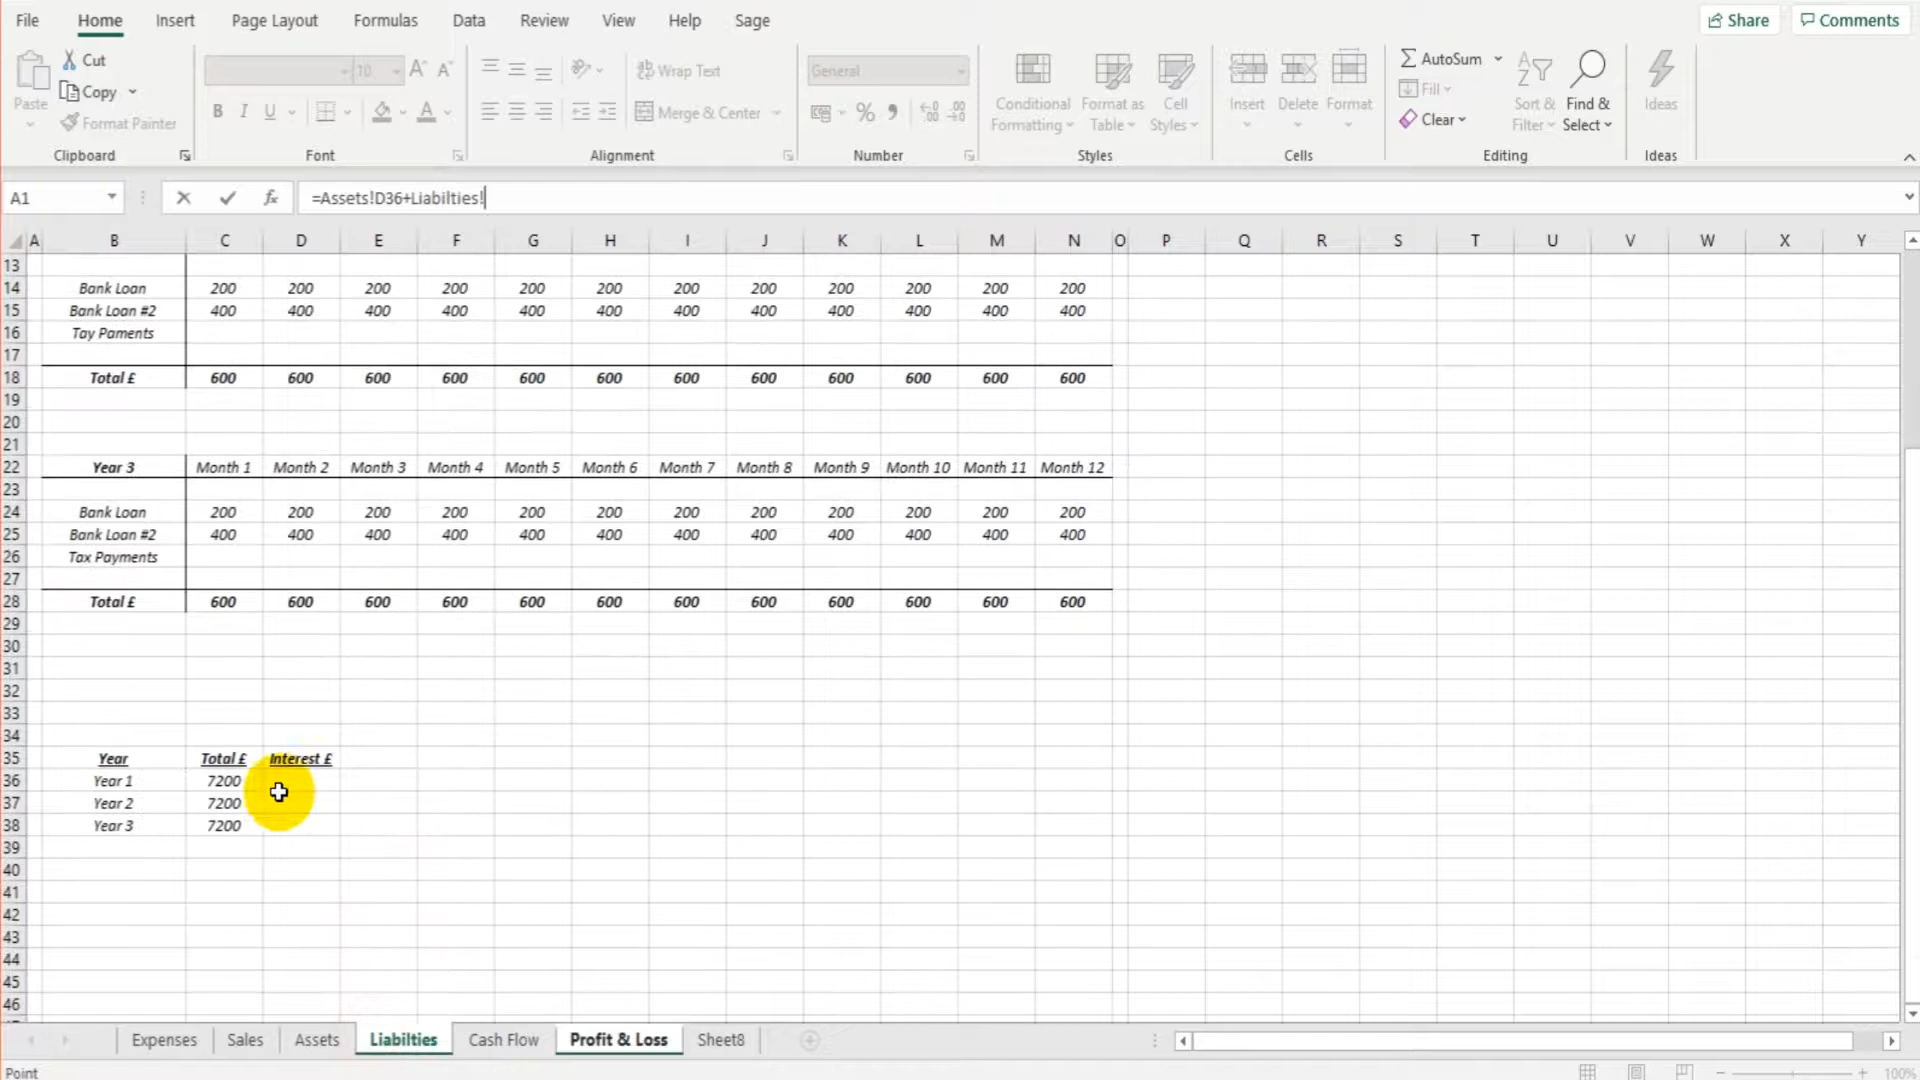 File Home Insert Page Layout Formulas Data Review View Help Sage Share Comments
Paste Cut 10 A A Wrap Text General Conditional Formatting Format as Table Cell Styles Insert Delete Format AutoSum Sort & Filter Find & Select Ideas
Copy Fill
Format Painter B I U A Merge & Center % Clear
Clipboard Font Alignment Number Styles Cells Editing Ideas
A1 fx =Assets!D36+Liabilties!
A B C D E F G H I J K L M N O P Q R S T U V W X Y
13
14 Bank Loan 200 200 200 200 200 200 200 200 200 200 200 200
15 Bank Loan #2 400 400 400 400 400 400 400 400 400 400 400 400
16 Tay Paments
17
18 Total £ 600 600 600 600 600 600 600 600 600 600 600 600
19
20
21
22 Year 3 Month 1 Month 2 Month 3 Month 4 Month 5 Month 6 Month 7 Month 8 Month 9 Month 10 Month 11 Month 12
23
24 Bank Loan 200 200 200 200 200 200 200 200 200 200 200 200
25 Bank Loan #2 400 400 400 400 400 400 400 400 400 400 400 400
26 Tax Payments
27
28 Total £ 600 600 600 600 600 600 600 600 600 600 600 600
29
30
31
32
33
34
35 Year Total £ Interest £
36 Year 1 7200
37 Year 2 7200
38 Year 3 7200
39
40
41
42
43
44
45
46
Expenses Sales Assets Liabilties Cash Flow Profit & Loss Sheet8
Point 100%